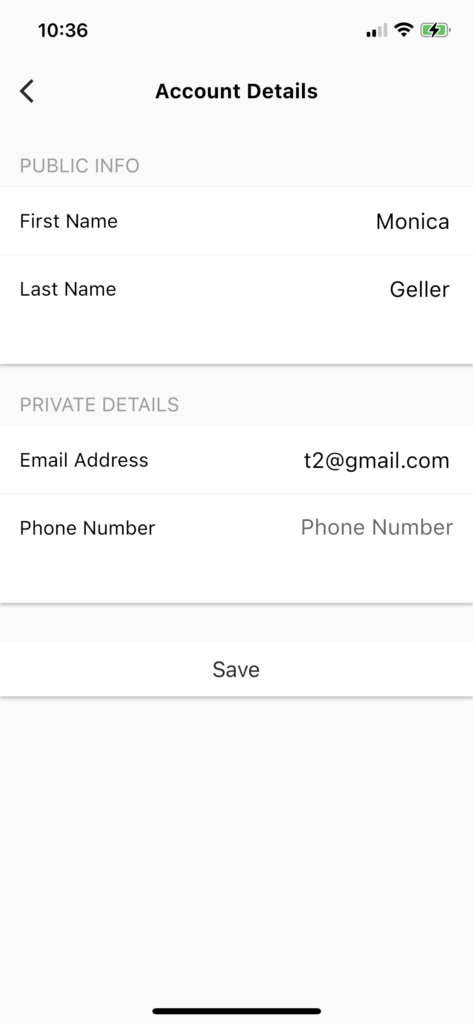 10:36
Account Details
PUBLIC INFO
First Name Monica
Last Name Geller
PRIVATE DETAILS
Email Address t2@gmail.com
Phone Number Phone Number
Save